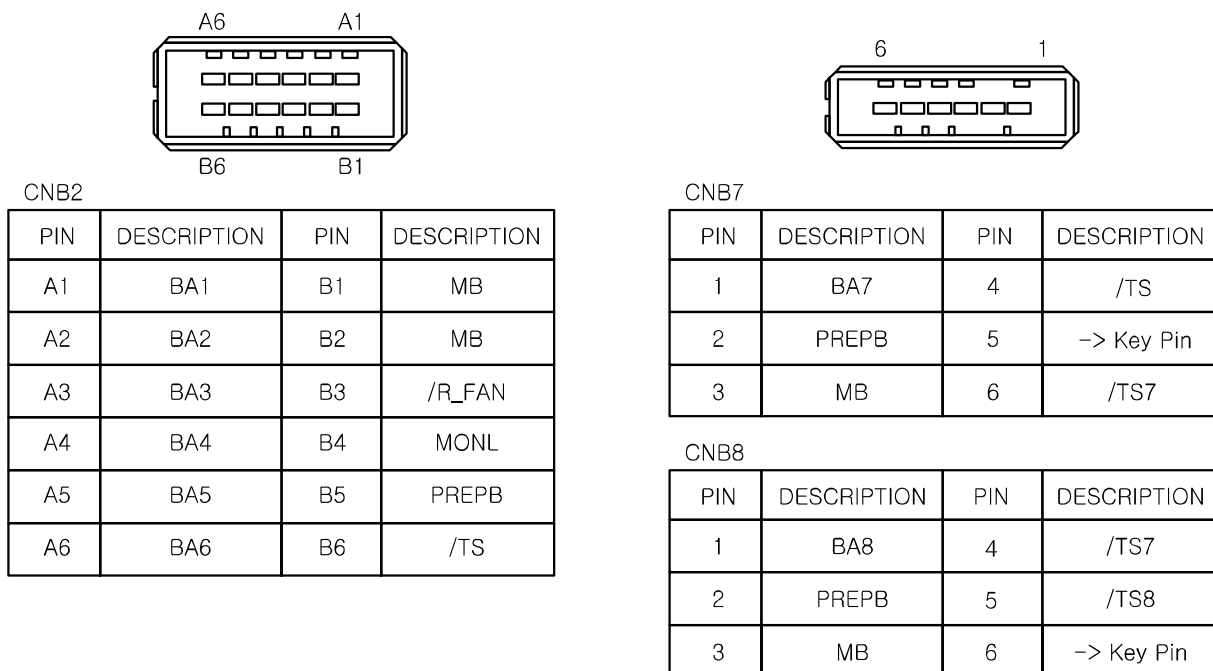 A6 A1
B6 B1
CNB2
PIN DESCRIPTION PIN DESCRIPTION
A1 BA1 B1 MB
A2 BA2 B2 MB
A3 BA3 B3 /R_FAN
A4 BA4 B4 MONL
A5 BA5 B5 PREPB
A6 BA6 B6 /TS
6 1
CNB7
PIN DESCRIPTION PIN DESCRIPTION
1 BA7 4 /TS
2 PREPB 5 -> Key Pin
3 MB 6 /TS7
CNB8
PIN DESCRIPTION PIN DESCRIPTION
1 BA8 4 /TS7
2 PREPB 5 /TS8
3 MB 6 -> Key Pin